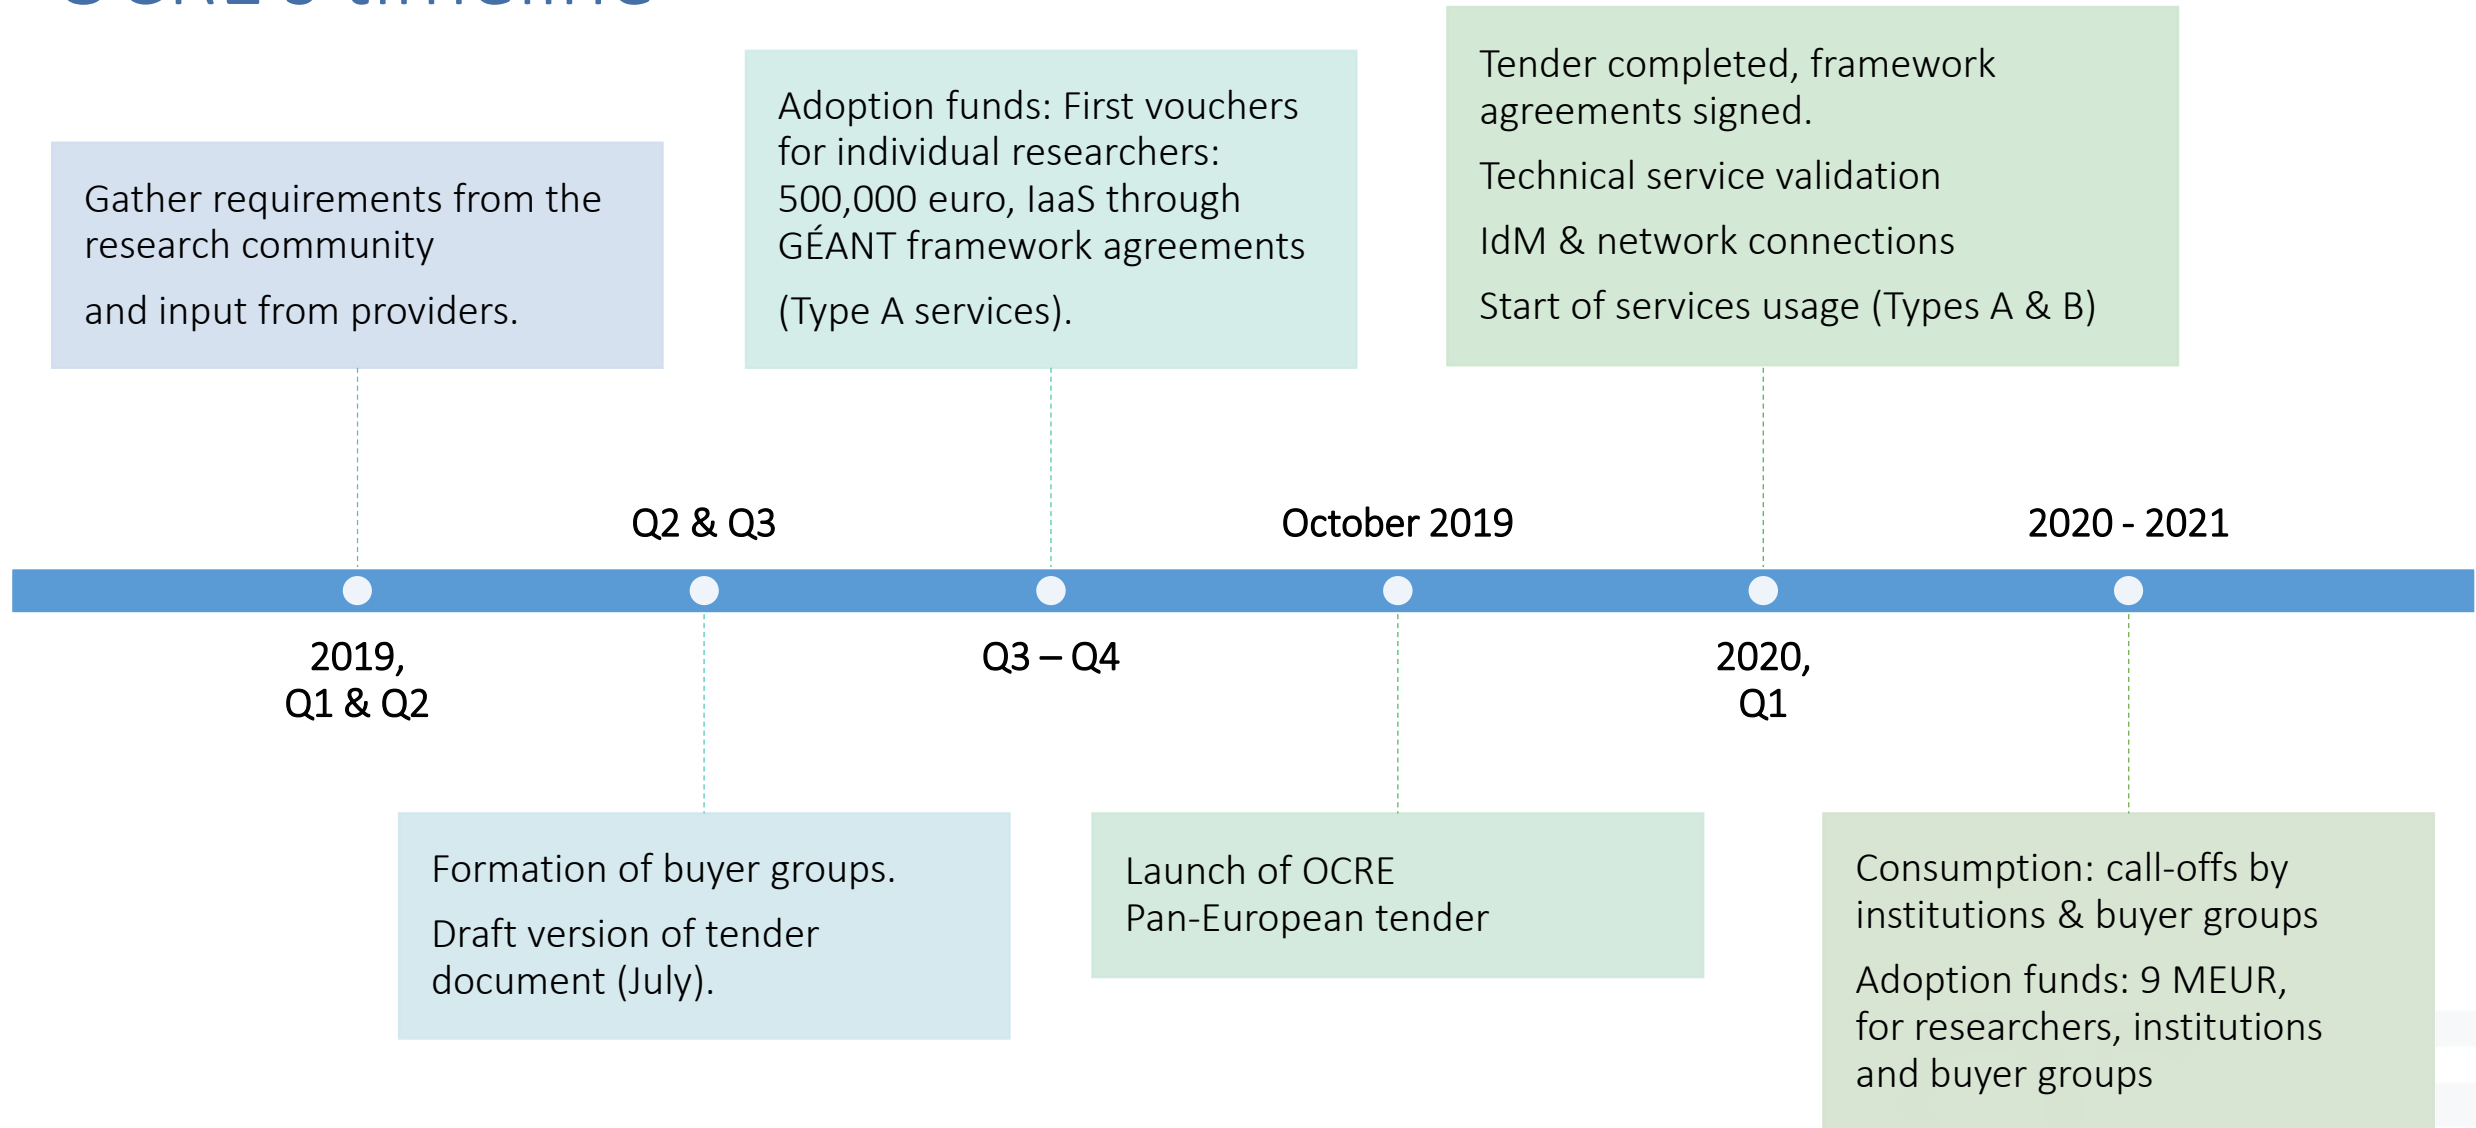 OCRE's timeline
Gather requirements from the
research community
and input from providers.
Adoption funds: First vouchers
for individual researchers:
500,000 euro, IaaS through
GÉANT framework agreements
(Type A services).
Tender completed, framework
agreements signed.
Technical service validation
IdM & network connections
Start of services usage (Types A & B)
Q2 & Q3
October 2019
2020 - 2021
2019,
Q1 & Q2
Q3 – Q4
2020,
Q1
Formation of buyer groups.
Draft version of tender
document (July).
Launch of OCRE
Pan-European tender
Consumption: call-offs by
institutions & buyer groups
Adoption funds: 9 MEUR,
for researchers, institutions
and buyer groups